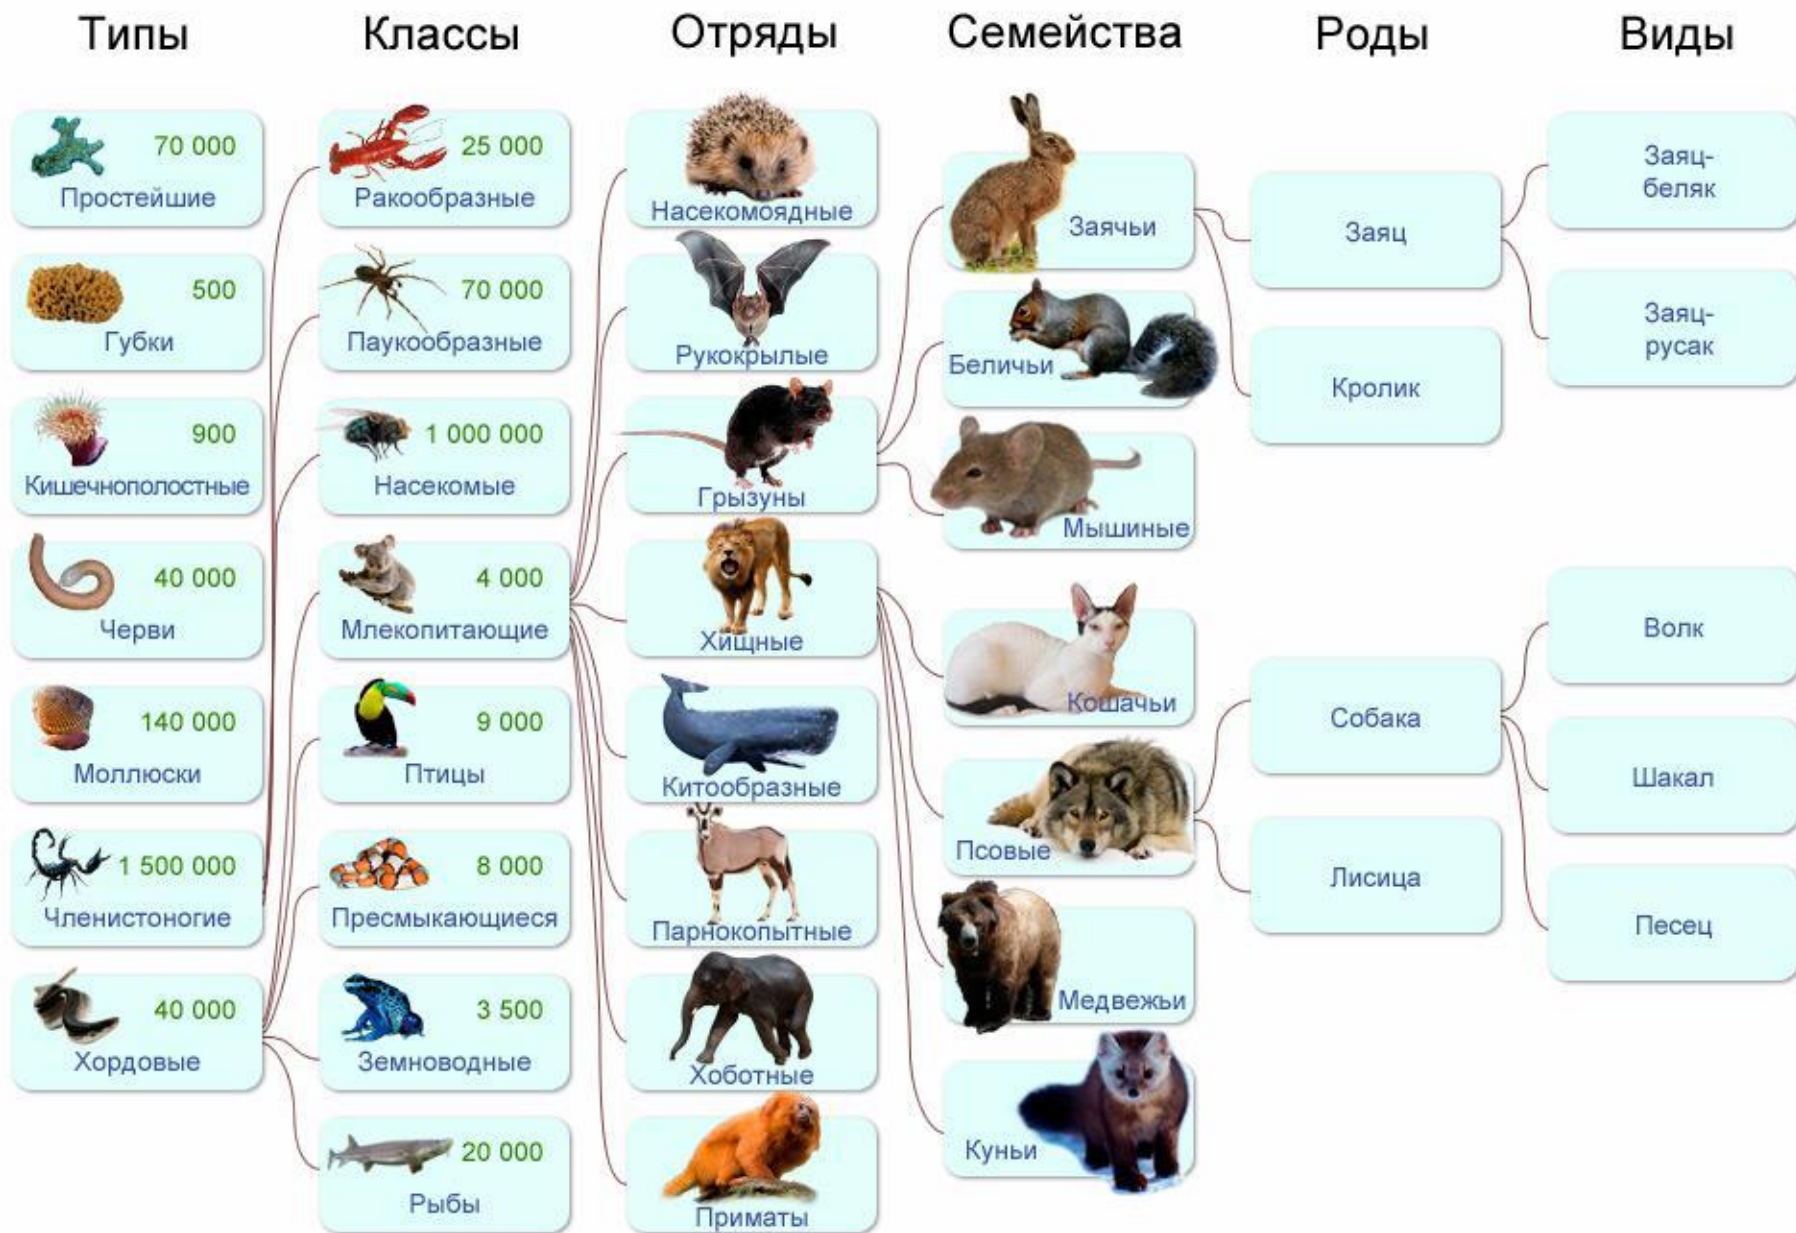 Типы
Классы
Отряды
Семейства
Роды
Виды
70 000
Простейшие
500
Губки
900
Кишечнополостные
40 000
Черви
140 000
Моллюски
1 500 000
Членистоногие
40 000
Хордовые
25 000
Ракообразные
70 000
Паукообразные
1 000 000
Насекомые
4 000
Млекопитающие
9 000
Птицы
8 000
Пресмыкающиеся
3 500
Земноводные
20 000
Рыбы
Насекомоядные
Рукокрылые
Грызуны
Хищные
Китообразные
Парнокопытные
Хоботные
Приматы
Заячьи
Беличьи
Мышиные
Кошачьи
Псовые
Медвежьи
Куньи
Заяц
Кролик
Собака
Лисица
Заяц-
беляк
Заяц-
русак
Волк
Шакал
Песец